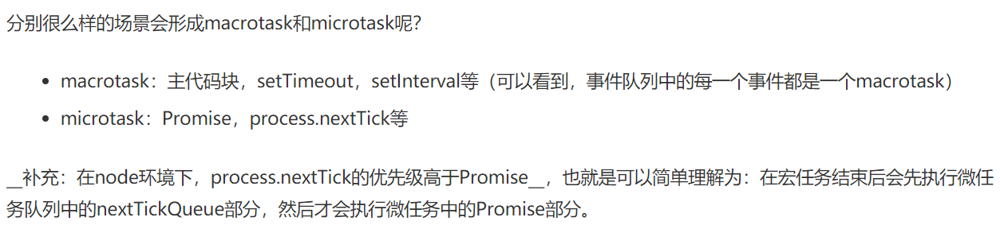 分别很么样的场景会形成macrotask和microtask呢？
macrotask：主代码块，setTimeout，setInterval等（可以看到，事件队列中的每一个事件都是一个macrotask）
microtask：Promise，process.nextTick等
__补充：在node环境下，process.nextTick的优先级高于Promise__，也就是可以简单理解为：在宏任务结束后会先执行微任
务队列中的nextTickQueue部分，然后才会执行微任务中的Promise部分。